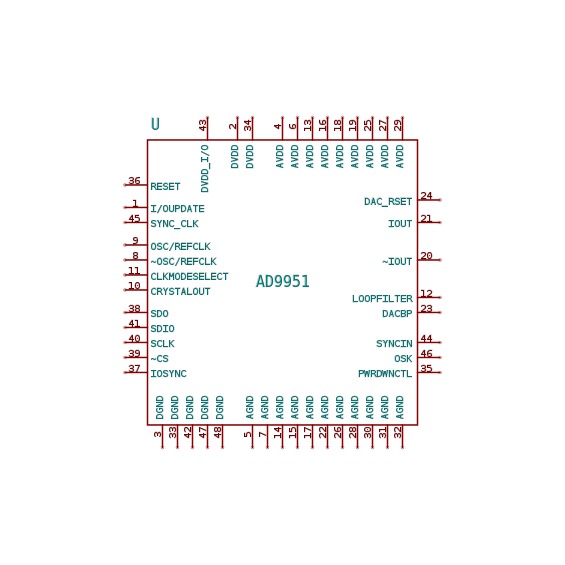 U
43 2 34 4 6 13 16 18 19 25 27 29
DVDD_I/O DVDD DVDD AVDD AVDD AVDD AVDD AVDD AVDD AVDD AVDD AVDD
36 RESET
DAC_RSET 24
1 I/OUPDATE
45 SYNC_CLK
IOUT 21
9 OSC/REFCLK
8 ~OSC/REFCLK
~IOUT 20
11 CLKMODESELECT
AD9951
10 CRYSTALOUT
LOOPFILTER 12
38 SDO
DACBP 23
41 SDIO
40 SCLK
SYNCIN 44
39 ~CS
OSK 46
37 IOSYNC
PWRDWNCTL 35
DGND DGND DGND DGND DGND AGND AGND AGND AGND AGND AGND AGND AGND AGND AGND AGND
3 33 42 47 48 5 7 14 15 17 22 26 28 30 31 32